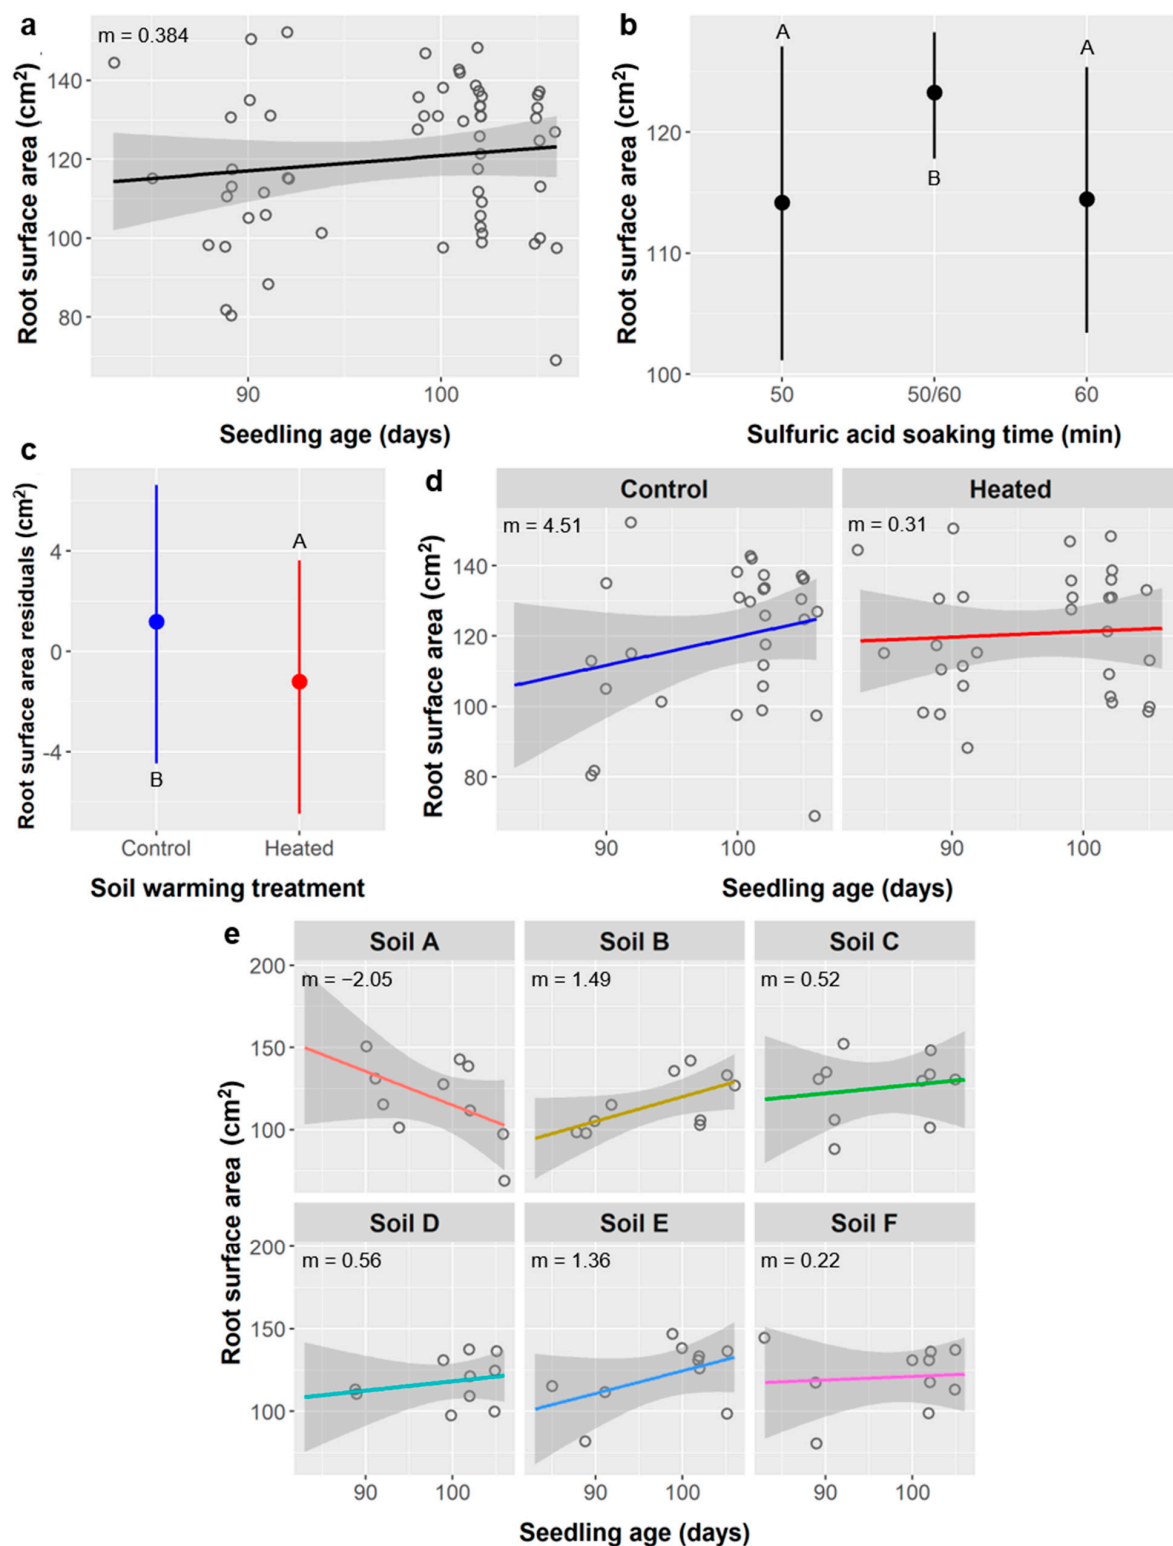 a
m = 0.384
Root surface area (cm²)
140
120
100
80
90
100
Seedling age (days)
b
A
B
A
Root surface area (cm²)
120
110
100
50
50/60
60
Sulfuric acid soaking time (min)
c
Root surface area residuals (cm²)
4
0
-4
B
A
Control
Heated
Soil warming treatment
d
Control
Heated
m = 4.51
m = 0.31
Root surface area (cm²)
140
120
100
80
90
100
90
100
Seedling age (days)
e
Soil A
Soil B
Soil C
m = −2.05
m = 1.49
m = 0.52
200
150
100
Root surface area (cm²)
Soil D
Soil E
Soil F
m = 0.56
m = 1.36
m = 0.22
200
150
100
90
100
90
100
90
100
Seedling age (days)